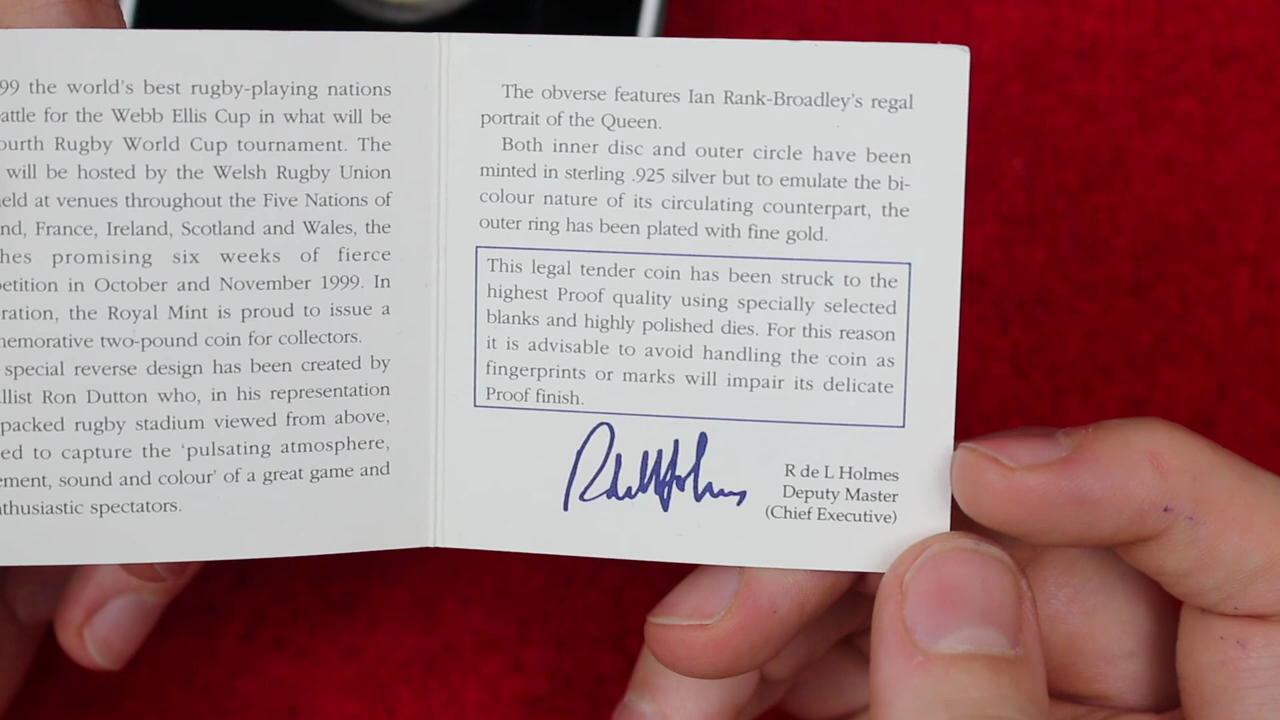 99 the world's best rugby-playing nations
attle for the Webb Ellis Cup in what will be
ourth Rugby World Cup tournament. The
will be hosted by the Welsh Rugby Union
eld at venues throughout the Five Nations of
nd, France, Ireland, Scotland and Wales, the
hes promising six weeks of fierce
etition in October and November 1999. In
ration, the Royal Mint is proud to issue a
memorative two-pound coin for collectors.
special reverse design has been created by
llist Ron Dutton who, in his representation
packed rugby stadium viewed from above,
ed to capture the 'pulsating atmosphere,
ement, sound and colour' of a great game and
nthusiastic spectators.
The obverse features Ian Rank-Broadley's regal
portrait of the Queen.
Both inner disc and outer circle have been
minted in sterling .925 silver but to emulate the bi-
colour nature of its circulating counterpart, the
outer ring has been plated with fine gold.
This legal tender coin has been struck to the
highest Proof quality using specially selected
blanks and highly polished dies. For this reason
it is advisable to avoid handling the coin as
fingerprints or marks will impair its delicate
Proof finish.
R de L Holmes
R de L Holmes
Deputy Master
(Chief Executive)